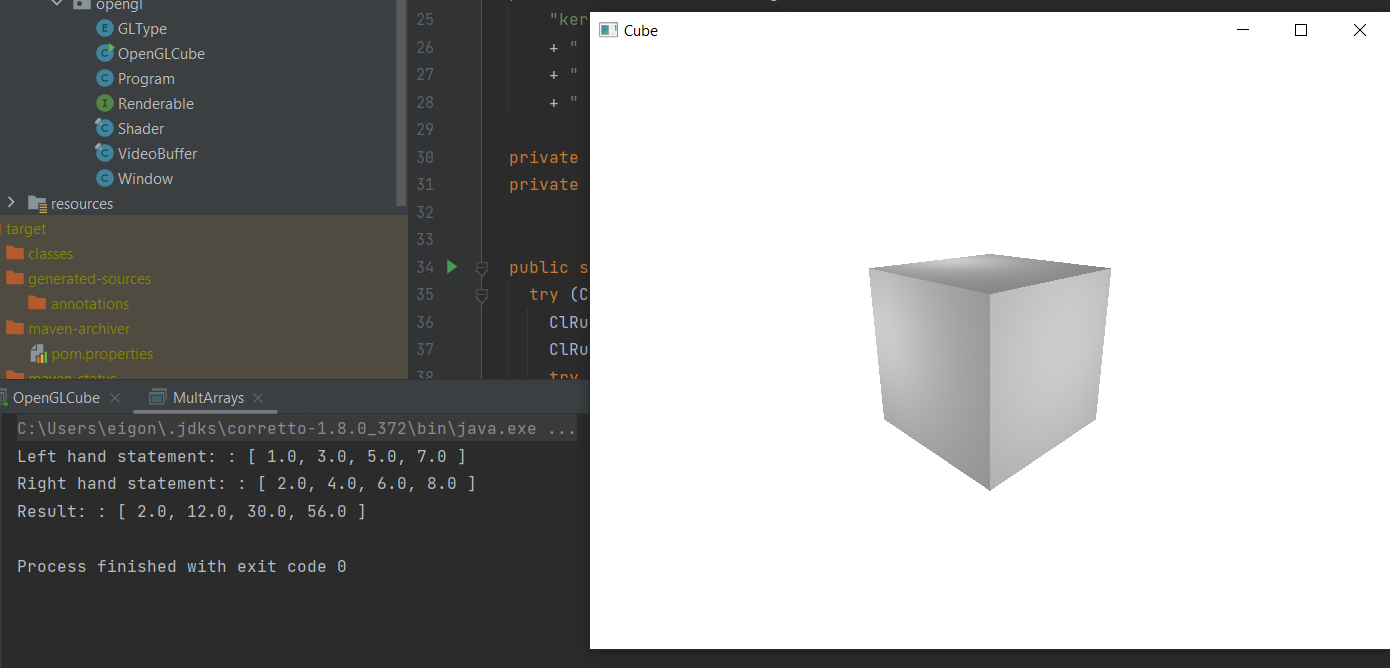 opengl
GLType
OpenGLCube
Program
Renderable
Shader
VideoBuffer
Window
resources
target
classes
generated-sources
annotations
maven-archiver
pom.properties
maven-status
25 "ker
26 + "
27 + "
28 + "
29
30 private
31 private
32
33
34 public s
35 try (C
36 ClRu
37 ClRu
38 try
Cube
OpenGLCube
MultArrays
C:\Users\eigon\.jdks\corretto-1.8.0_372\bin\java.exe ...
Left hand statement: : [ 1.0, 3.0, 5.0, 7.0 ]
Right hand statement: : [ 2.0, 4.0, 6.0, 8.0 ]
Result: : [ 2.0, 12.0, 30.0, 56.0 ]
Process finished with exit code 0